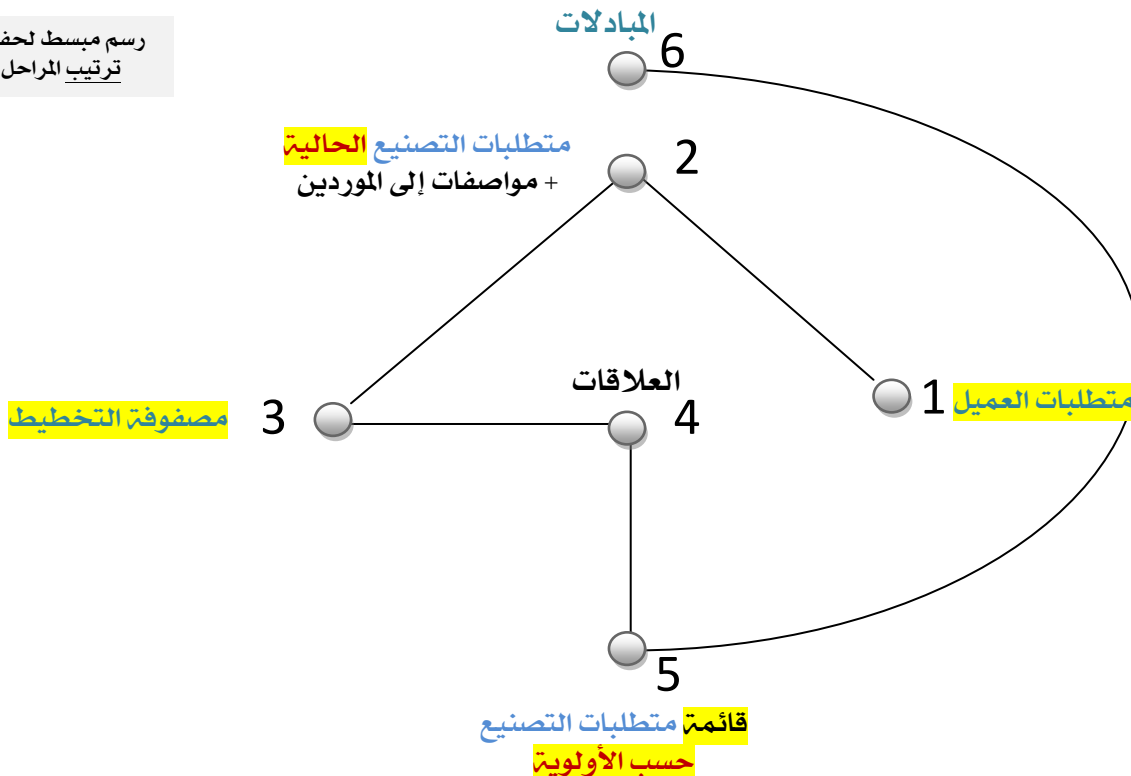 رسم مبسط
ترتيب المراحل
المبادلات
6
متطلبات التصنيع الحالية
+ مواصفات إلى الموردين
2
العلاقات
4
متطلبات العميل
1
3
مصفوفة التخطيط
5
قائمة متطلبات التصنيع
حسب الأولوية